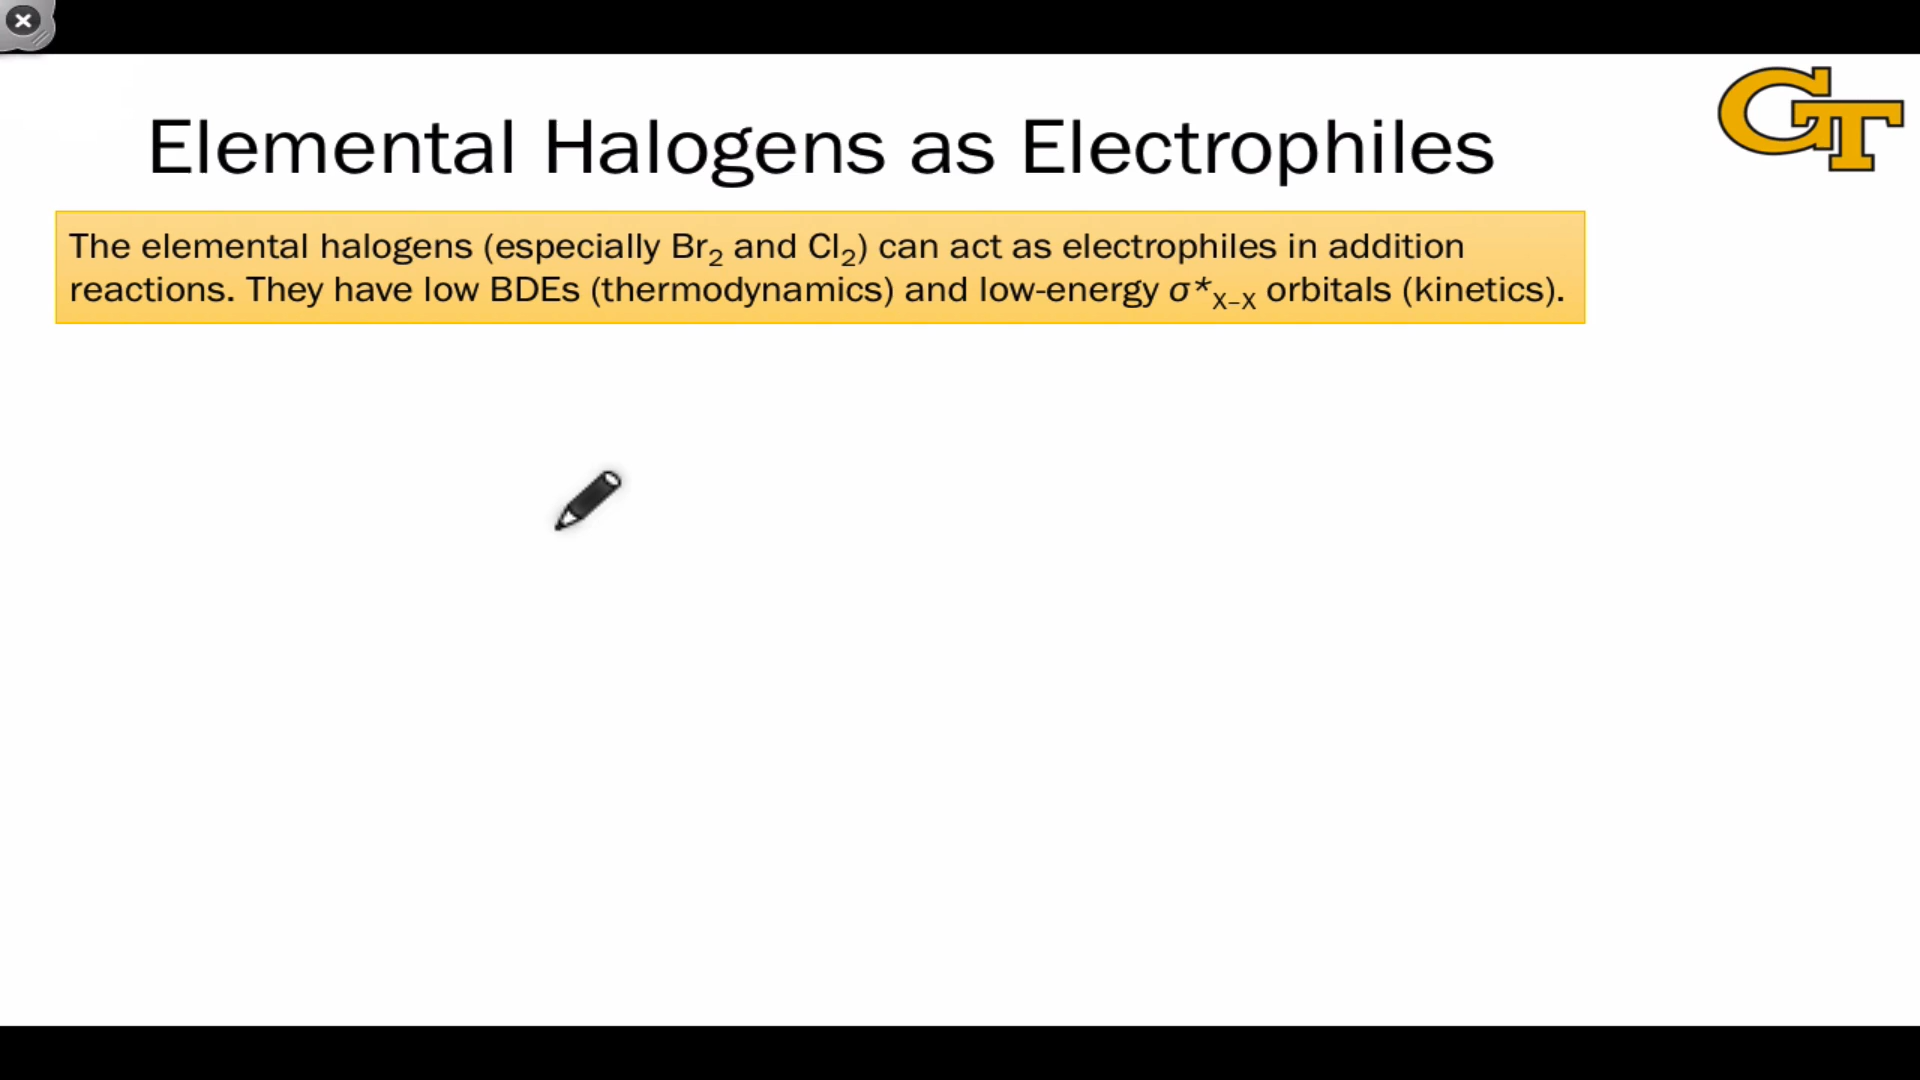 GT
Elemental Halogens as Electrophiles
The elemental halogens (especially Br₂ and Cl₂) can act as electrophiles in addition
reactions. They have low BDEs (thermodynamics) and low-energy σ*X–X orbitals (kinetics).